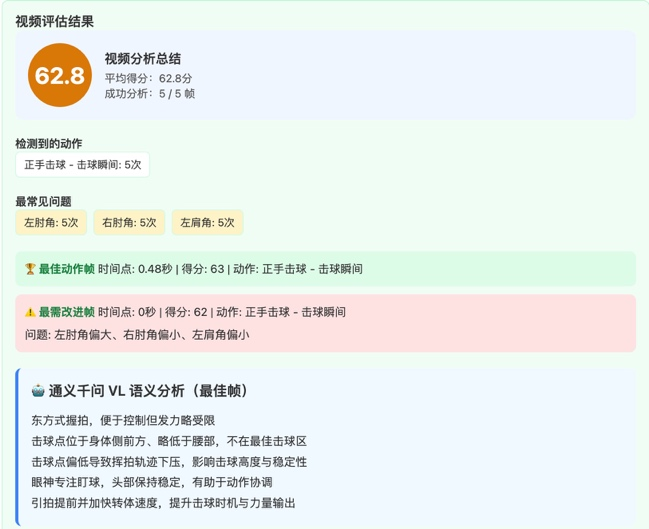 视频评估结果
62.8
视频分析总结
平均得分：62.8分
成功分析：5 / 5 帧
检测到的动作
正手击球 - 击球瞬间: 5次
最常见问题
左肘角: 5次 右肘角: 5次 左肩角: 5次
🏆 最佳动作帧 时间点: 0.48秒 | 得分: 63 | 动作: 正手击球 - 击球瞬间
⚠️ 最需改进帧 时间点: 0秒 | 得分: 62 | 动作: 正手击球 - 击球瞬间
问题: 左肘角偏大、右肘角偏小、左肩角偏小
🤖 通义千问 VL 语义分析（最佳帧）
东方式握拍，便于控制但发力略受限
击球点位于身体侧前方、略低于腰部，不在最佳击球区
击球点偏低导致挥拍轨迹下压，影响击球高度与稳定性
眼神专注盯球，头部保持稳定，有助于动作协调
引拍提前并加快转体速度，提升击球时机与力量输出